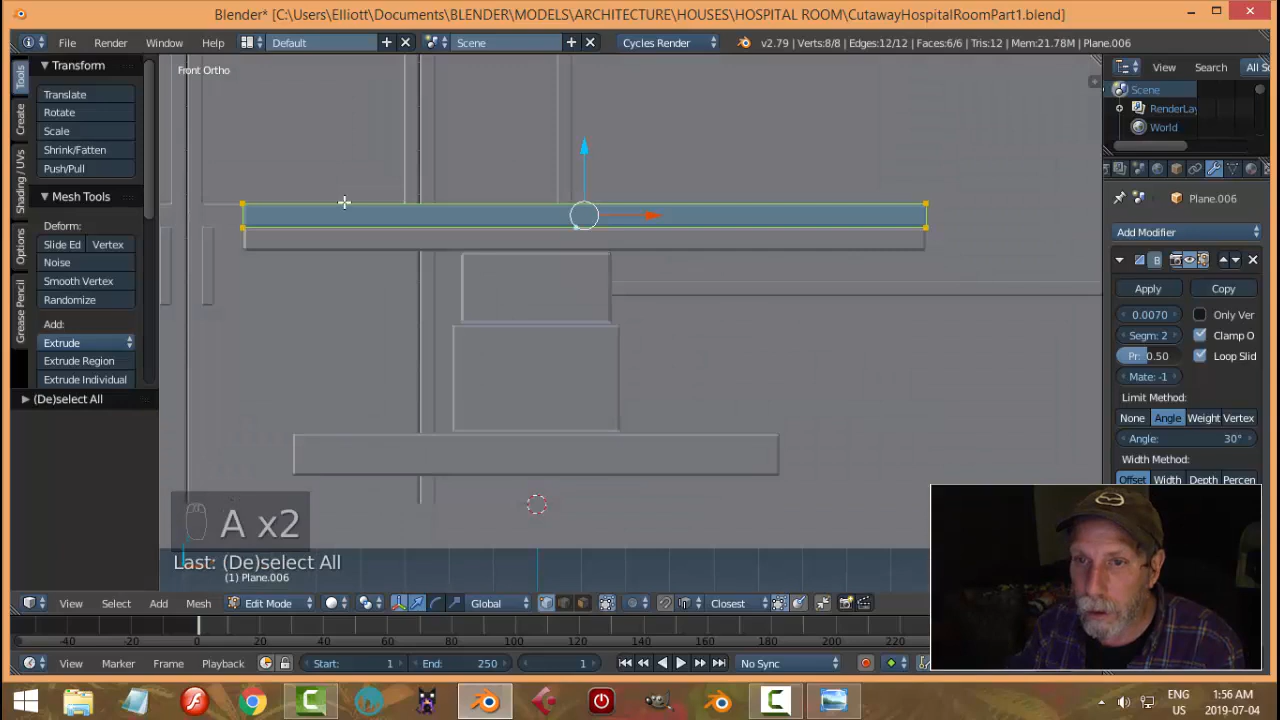 Blender* [C:\Users\Elliott\Documents\BLENDER\MODELS\ARCHITECTURE\HOUSES\HOSPITAL ROOM\CutawayHospitalRoomPart1.blend]
File Render Window Help Default Scene Cycles Render v2.79 | Verts:8/8 | Edges:12/12 | Faces:6/6 | Tris:12 | Mem:21.78M | Plane.006
Tools
Create
Shading / UVs
Options
Grease Pencil
Transform
Translate
Rotate
Scale
Shrink/Fatten
Push/Pull
Mesh Tools
Deform:
Slide Ed Vertex
Noise
Smooth Vertex
Randomize
Add:
Extrude
Extrude Region
Extrude Individual
(De)select All
Front Ortho
A x2
Last: (De)select All
(1) Plane.006
View Search All Sc
Scene
RenderLay
World
Plane.006
Add Modifier
B
Apply Copy
0.0070 Only Ver
Segm: 2 Clamp O
Pr: 0.50 Loop Slid
Mate: -1
Limit Method:
None Angle Weight Vertex
Angle: 30°
Width Method:
Offset Width Depth Percen
View Select Add Mesh Edit Mode Global Closest
-40 -20 0 20 40 60 80 100 120 140 160 180 200 220
View Marker Frame Playback Start: 1 End: 250 1 No Sync
ENG
US
1:56 AM
2019-07-04